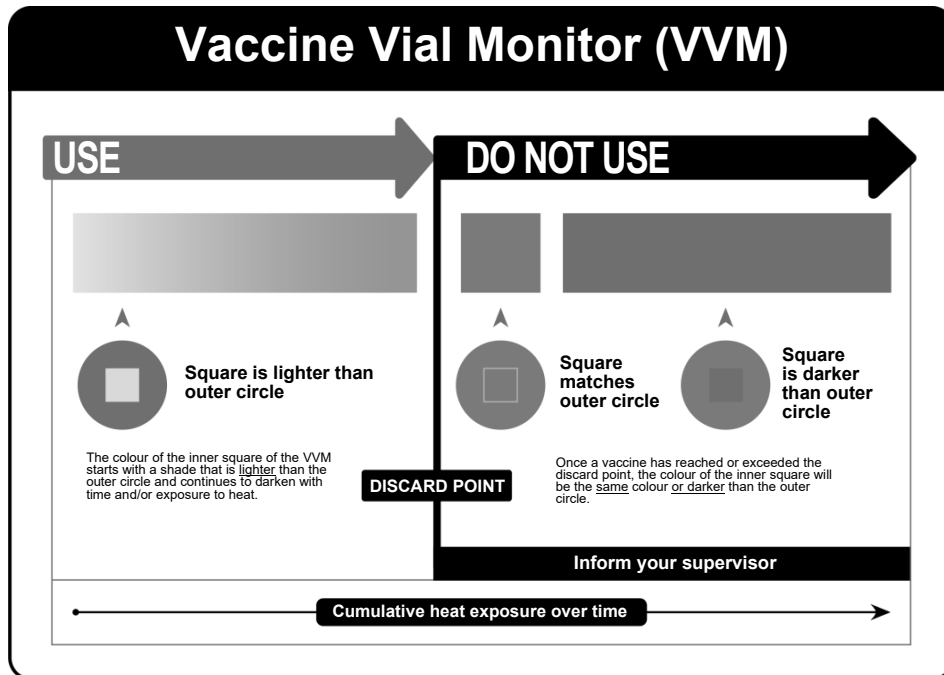 Vaccine Vial Monitor (VVM)
USE
DO NOT USE
Square is lighter than
outer circle
Square
matches
outer circle
Square
is darker
than outer
circle
The colour of the inner square of the VVM
starts with a shade that is lighter than the
outer circle and continues to darken with
time and/or exposure to heat.
DISCARD POINT
Once a vaccine has reached or exceeded the
discard point, the colour of the inner square will
be the same colour or darker than the outer
circle.
Inform your supervisor
Cumulative heat exposure over time